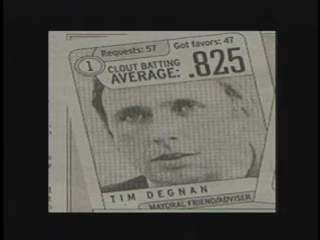 Requests: 57 Got favors: 47
1 CLOUT BATTING
AVERAGE: .825
TIM DEGNAN
MAYORAL FRIEND/ADVISER